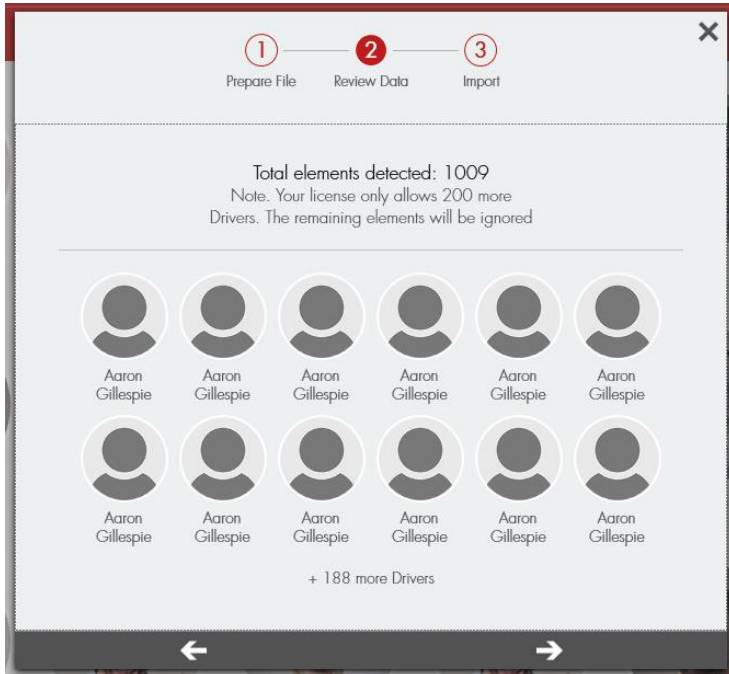 1
2
3
Prepare File
Review Data
Import
Total elements detected: 1009
Note. Your license only allows 200 more
Drivers. The remaining elements will be ignored
Aaron Aaron Aaron Aaron Aaron Aaron
Gillespie Gillespie Gillespie Gillespie Gillespie Gillespie
Aaron Aaron Aaron Aaron Aaron Aaron
Gillespie Gillespie Gillespie Gillespie Gillespie Gillespie
+ 188 more Drivers